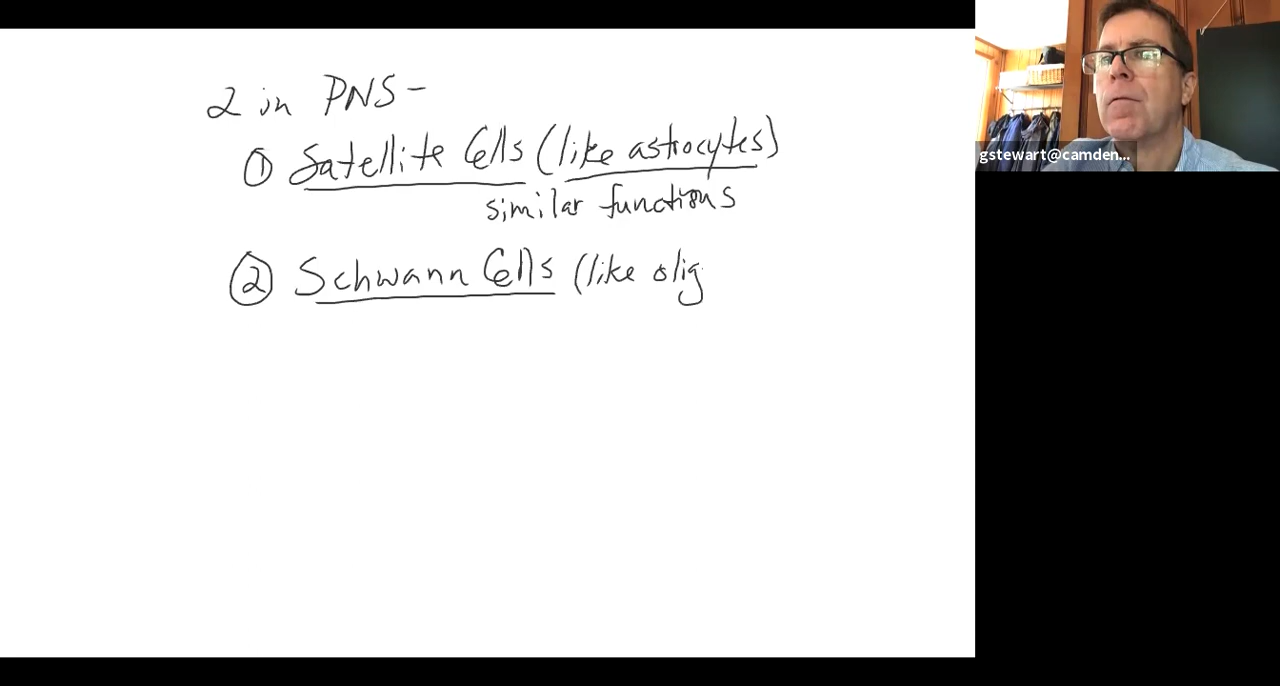 2 in PNS-
① Satellite Cells (like astrocytes)
similar functions
② Schwann Cells (like olig
gstewart@camden...